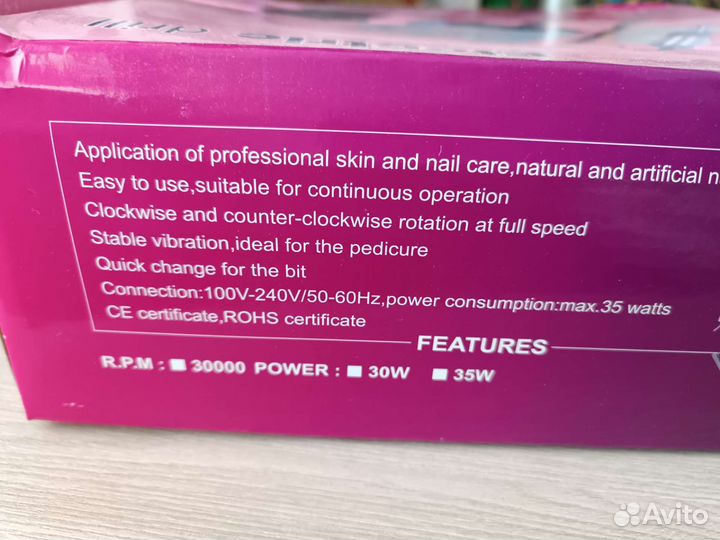 drill
Application of professional skin and nail care,natural and artificial n
Easy to use,suitable for continuous operation
Clockwise and counter-clockwise rotation at full speed
Stable vibration,ideal for the pedicure
Quick change for the bit
Connection:100V-240V/50-60Hz,power consumption:max.35 watts
CE certificate,ROHS certificate
FEATURES
R.P.M : 30000 POWER : 30W 35W
Avito